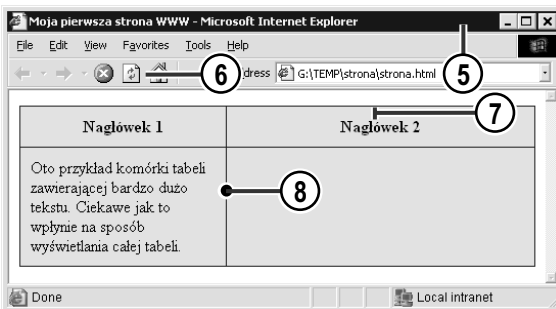 Moja pierwsza strona WWW - Microsoft Internet Explorer
5
File Edit View Favorites Tools Help
6
dress G:\TEMP\strona\strona.html
7
Nagłówek 1 Nagłówek 2
Oto przykład komórki tabeli
zawierającej bardzo dużo
tekstu. Ciekawe jak to
wpłynie na sposób
wyświetlania całej tabeli.
8
Done Local intranet